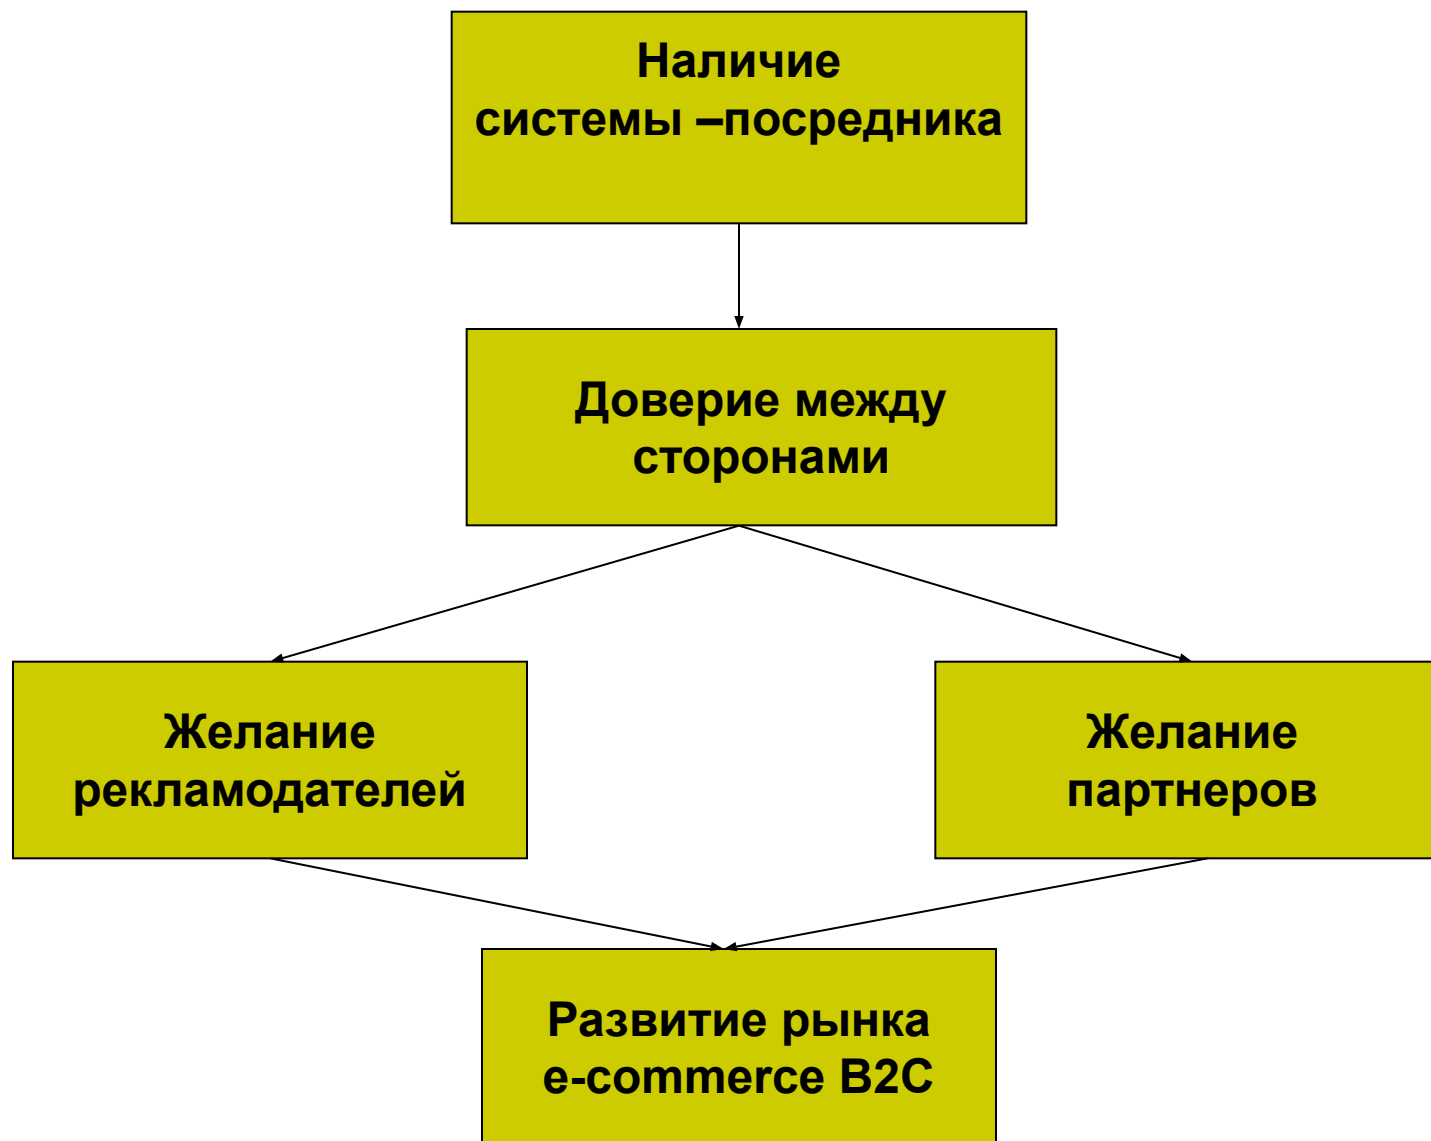 Наличие
системы –посредника
Доверие между
сторонами
Желание
рекламодателей
Желание
партнеров
Развитие рынка
e-commerce B2C